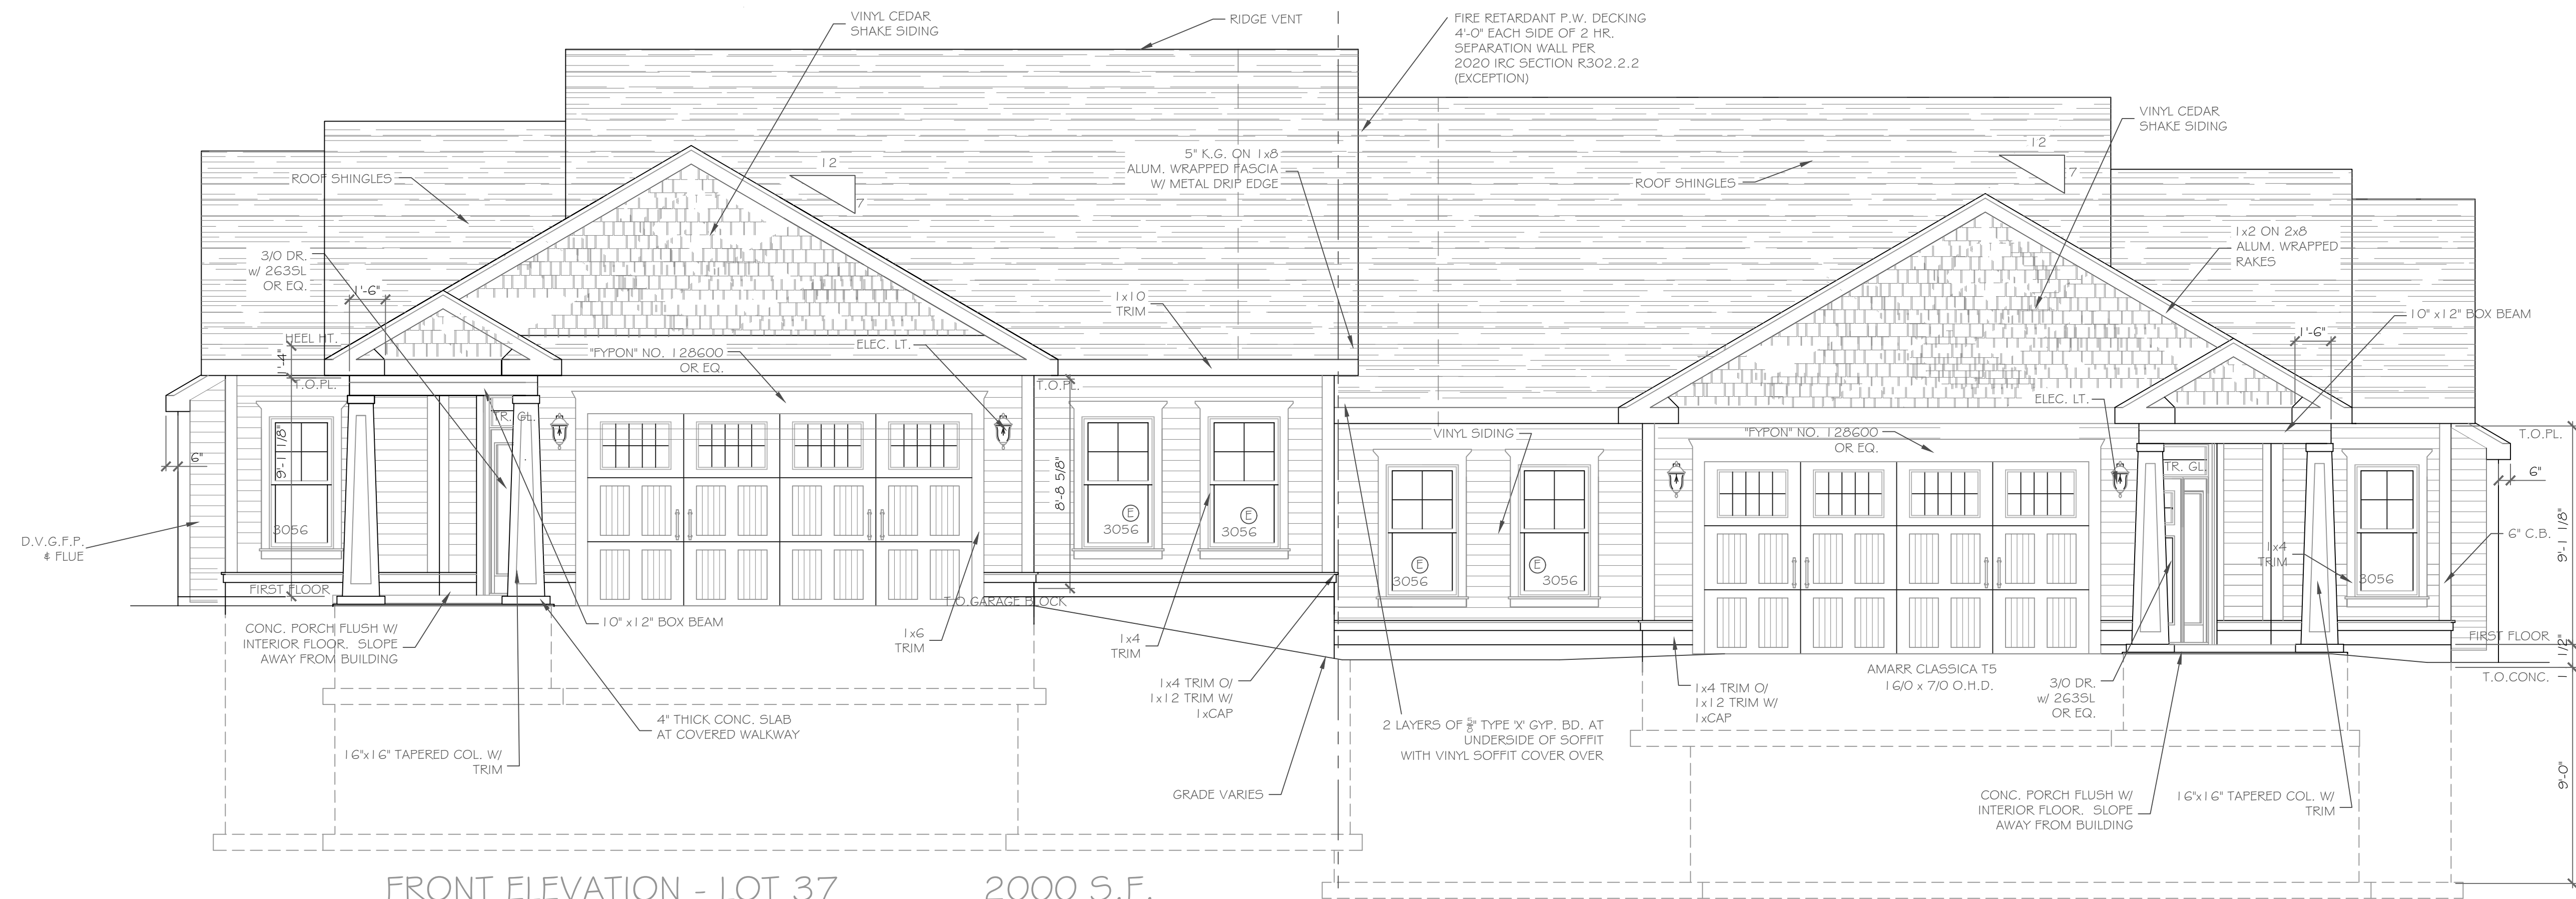 VINYL CEDAR
SHAKE SIDING
RIDGE VENT
FIRE RETARDANT P.W. DECKING
4'-0" EACH SIDE OF 2 HR.
SEPARATION WALL PER
2020 IRC SECTION R302.2.2
(EXCEPTION)
VINYL CEDAR
SHAKE SIDING
12
7
5" K.G. ON 1x8
ALUM. WRAPPED FASCIA
W/ METAL DRIP EDGE
12
7
ROOF SHINGLES
ROOF SHINGLES
1x2 ON 2x8
ALUM. WRAPPED
RAKES
3/0 DR.
w/ 263SL
OR EQ.
1'-6"
1x10
TRIM
10" x12" BOX BEAM
1'-6"
HEEL HT.
1'-4"
"FYPON" NO. 128600
OR EQ.
ELEC. LT.
T.O.PL.
T.O.PL.
ELEC. LT.
TR. GL.
VINYL SIDING
"FYPON" NO. 128600
OR EQ.
T.O.PL.
9'-1 1/8"
6"
8'-8 5/8"
TR. GL.
6"
3056
E
3056
E
3056
E
3056
E
3056
D.V.G.F.P.
& FLUE
1x4
TRIM
3056
6" C.B.
9'-1 1/8"
FIRST FLOOR
T.O.GARAGE BLOCK
CONC. PORCH FLUSH W/
INTERIOR FLOOR. SLOPE
AWAY FROM BUILDING
10" x12" BOX BEAM
1x6
TRIM
1x4
TRIM
FIRST FLOOR
1 1/2"
T.O.CONC.
1x4 TRIM O/
1x12 TRIM W/
1xCAP
1x4 TRIM O/
1x12 TRIM W/
1xCAP
AMARR CLASSICA T5
16/0 x 7/0 O.H.D.
3/0 DR.
w/ 263SL
OR EQ.
4" THICK CONC. SLAB
AT COVERED WALKWAY
2 LAYERS OF 5/8" TYPE 'X' GYP. BD. AT
UNDERSIDE OF SOFFIT
WITH VINYL SOFFIT COVER OVER
16"x16" TAPERED COL. W/
TRIM
GRADE VARIES
CONC. PORCH FLUSH W/
INTERIOR FLOOR. SLOPE
AWAY FROM BUILDING
16"x16" TAPERED COL. W/
TRIM
9'-0"
FRONT ELEVATION - LOT 37 2000 S.F.